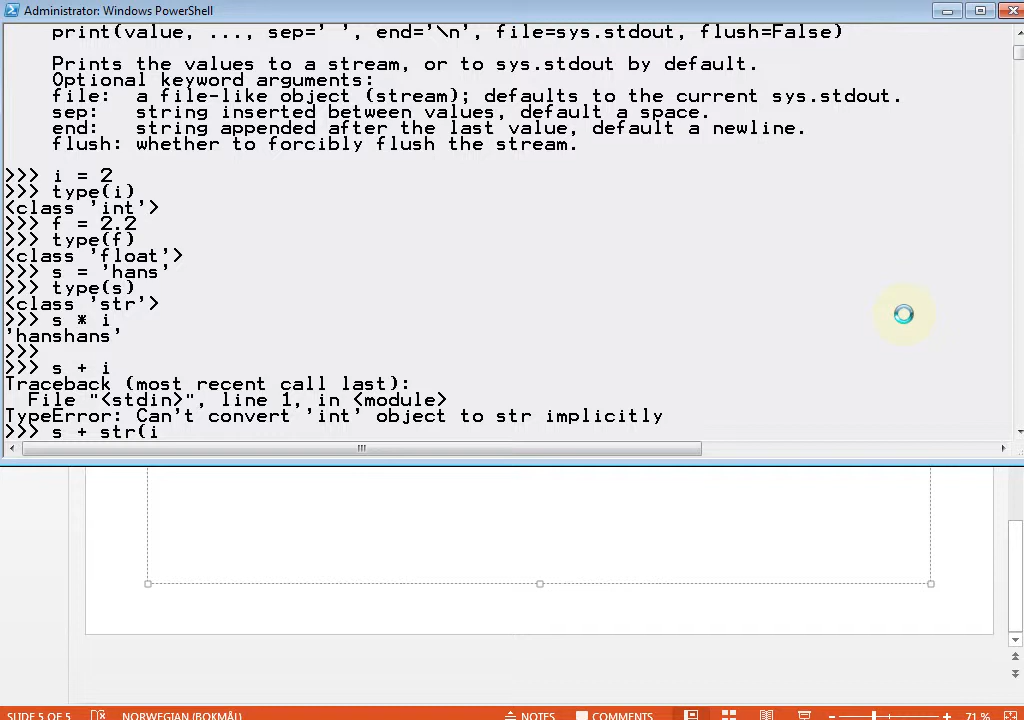 Administrator: Windows PowerShell
print(value, ..., sep=' ', end='\n', file=sys.stdout, flush=False)
Prints the values to a stream, or to sys.stdout by default.
Optional keyword arguments:
file:  a file-like object (stream); defaults to the current sys.stdout.
sep:   string inserted between values, default a space.
end:   string appended after the last value, default a newline.
flush: whether to forcibly flush the stream.
>>> i = 2
>>> type(i)
<class 'int'>
>>> f = 2.2
>>> type(f)
<class 'float'>
>>> s = 'hans'
>>> type(s)
<class 'str'>
>>> s * i
'hanshans'
>>>
>>> s + i
Traceback (most recent call last):
  File "<stdin>", line 1, in <module>
TypeError: Can't convert 'int' object to str implicitly
>>> s + str(i
SLIDE 5 OF 5 NORWEGIAN (BOKMÅL) NOTES COMMENTS 71 %